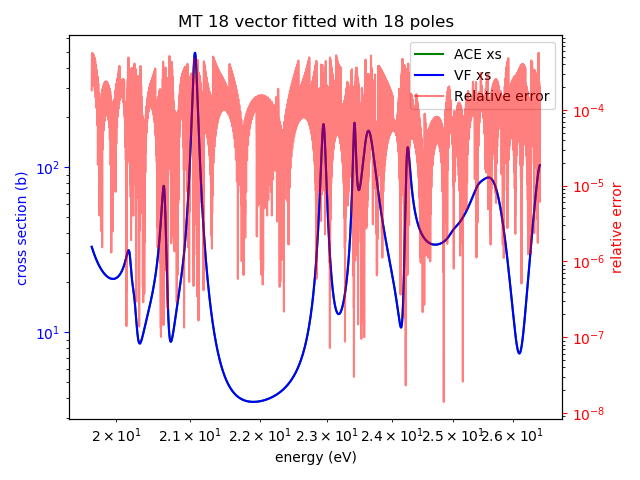 MT 18 vector fitted with 18 poles
ACE xs
VF xs
Relative error
cross section (b)
10²
10¹
relative error
10⁻⁴
10⁻⁵
10⁻⁶
10⁻⁷
10⁻⁸
2 × 10¹ 2.1 × 10¹ 2.2 × 10¹ 2.3 × 10¹ 2.4 × 10¹ 2.5 × 10¹ 2.6 × 10¹
energy (eV)